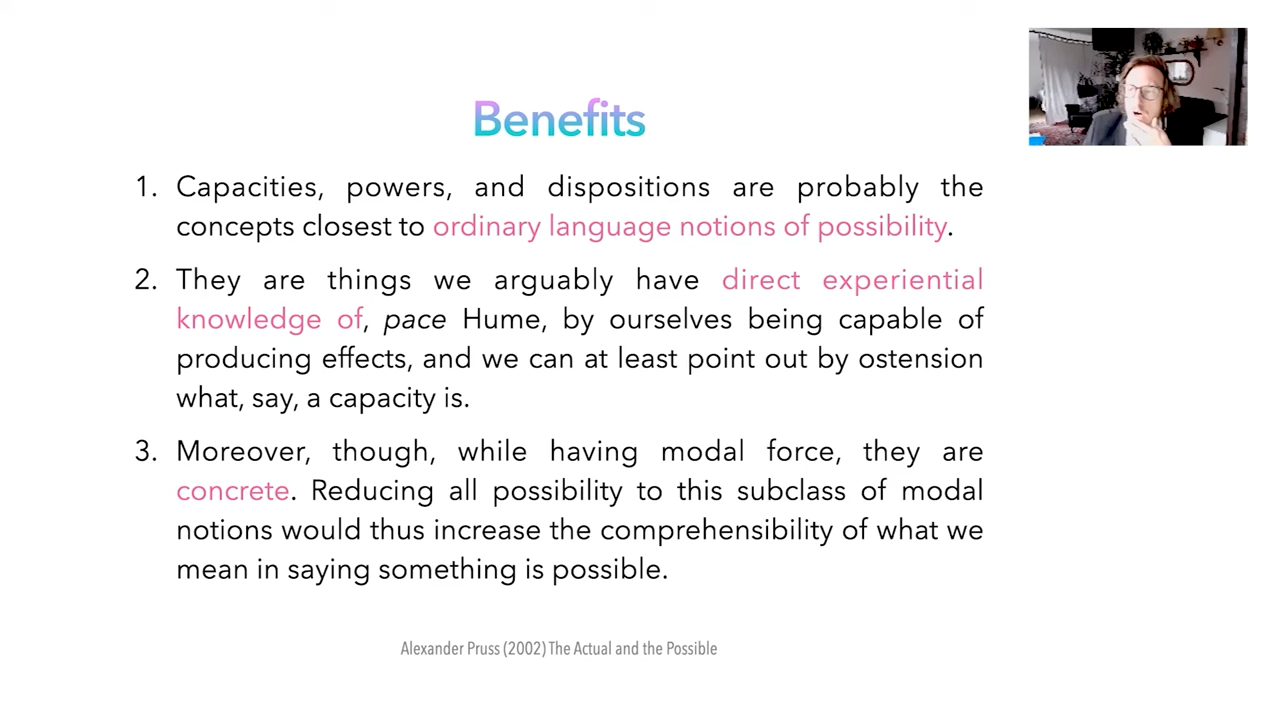 Benefits
1. Capacities, powers, and dispositions are probably the
concepts closest to ordinary language notions of possibility.
2. They are things we arguably have direct experiential
knowledge of, pace Hume, by ourselves being capable of
producing effects, and we can at least point out by ostension
what, say, a capacity is.
3. Moreover, though, while having modal force, they are
concrete. Reducing all possibility to this subclass of modal
notions would thus increase the comprehensibility of what we
mean in saying something is possible.
Alexander Pruss (2002) The Actual and the Possible